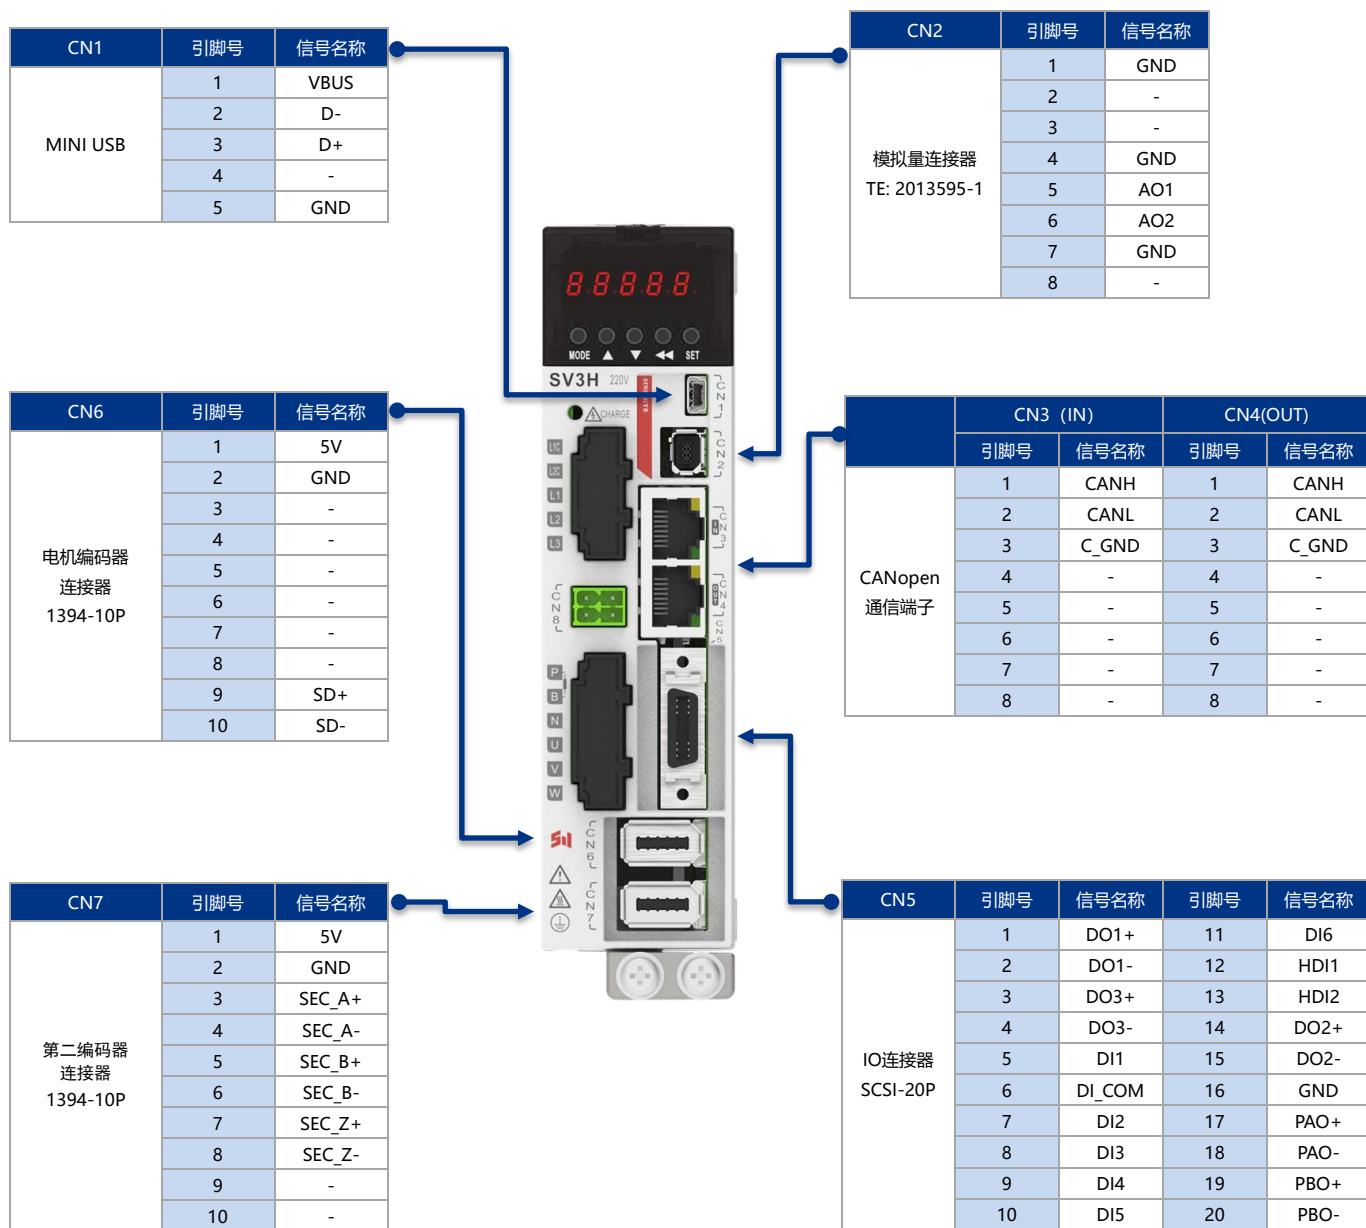 CN1 引脚号 信号名称
MINI USB
1 VBUS
2 D-
3 D+
4 -
5 GND
CN2 引脚号 信号名称
模拟量连接器
TE: 2013595-1
1 GND
2 -
3 -
4 GND
5 AO1
6 AO2
7 GND
8 -
88888
MODE SET
SV3H 220V
CHARGE
CN1
CN2
L1C
L2C
L1
L2
L3
CN3
CN4
CN5
CN8
P
B
N
U
V
W
CN6
CN7
CN6 引脚号 信号名称
电机编码器
连接器
1394-10P
1 5V
2 GND
3 -
4 -
5 -
6 -
7 -
8 -
9 SD+
10 SD-
CN3（IN） CN4(OUT)
引脚号 信号名称 引脚号 信号名称
CANopen
通信端子
1 CANH 1 CANH
2 CANL 2 CANL
3 C_GND 3 C_GND
4 - 4 -
5 - 5 -
6 - 6 -
7 - 7 -
8 - 8 -
CN7 引脚号 信号名称
第二编码器
连接器
1394-10P
1 5V
2 GND
3 SEC_A+
4 SEC_A-
5 SEC_B+
6 SEC_B-
7 SEC_Z+
8 SEC_Z-
9 -
10 -
CN5 引脚号 信号名称 引脚号 信号名称
IO连接器
SCSI-20P
1 DO1+ 11 DI6
2 DO1- 12 HDI1
3 DO3+ 13 HDI2
4 DO3- 14 DO2+
5 DI1 15 DO2-
6 DI_COM 16 GND
7 DI2 17 PAO+
8 DI3 18 PAO-
9 DI4 19 PBO+
10 DI5 20 PBO-